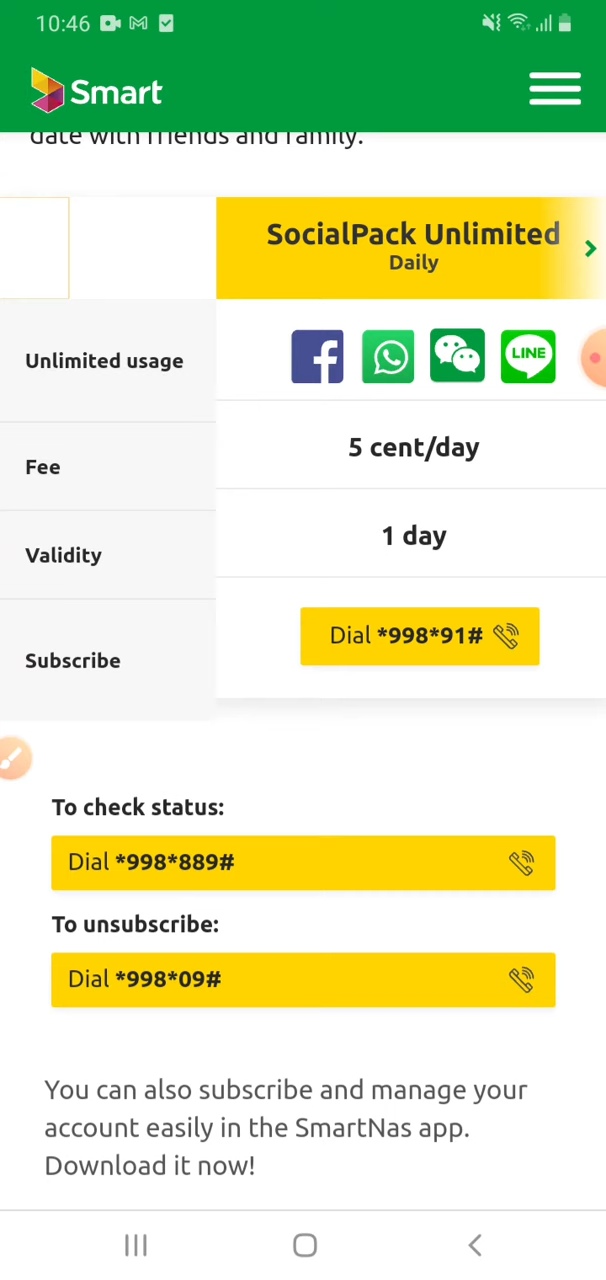 10:46
Smart
date with friends and family.
SocialPack Unlimited
Daily
Unlimited usage
LINE
Fee
5 cent/day
Validity
1 day
Subscribe
Dial *998*91#
To check status:
Dial *998*889#
To unsubscribe:
Dial *998*09#
You can also subscribe and manage your
account easily in the SmartNas app.
Download it now!